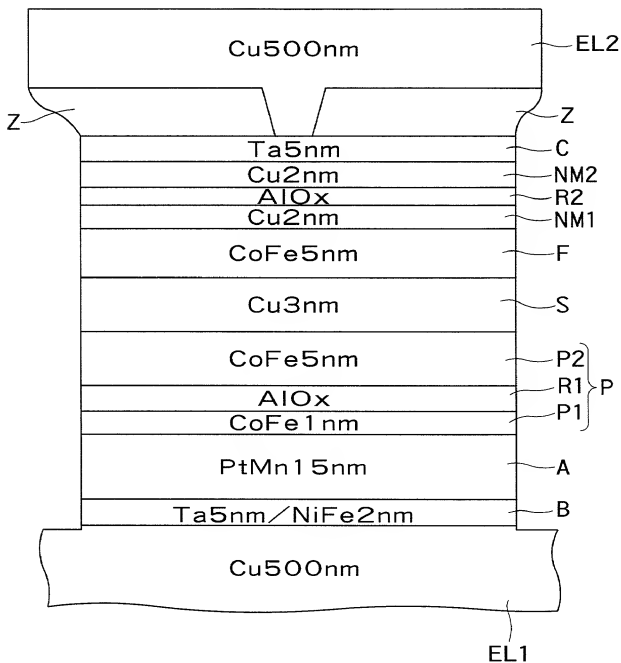 Cu500nm EL2
Z Z
Ta5nm C
Cu2nm NM2
AlOx R2
Cu2nm NM1
CoFe5nm F
Cu3nm S
CoFe5nm P2
AlOx R1 P
CoFe1nm P1
PtMn15nm A
Ta5nm/NiFe2nm B
Cu500nm
EL1